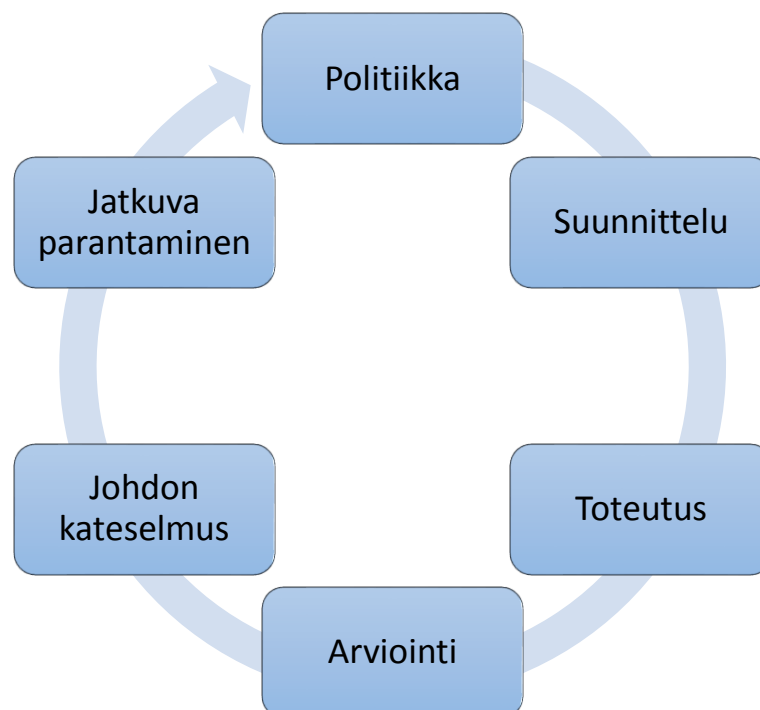 Politiikka
Suunnittelu
Toteutus
Arviointi
Johdon
kateselmus
Jatkuva
parantaminen